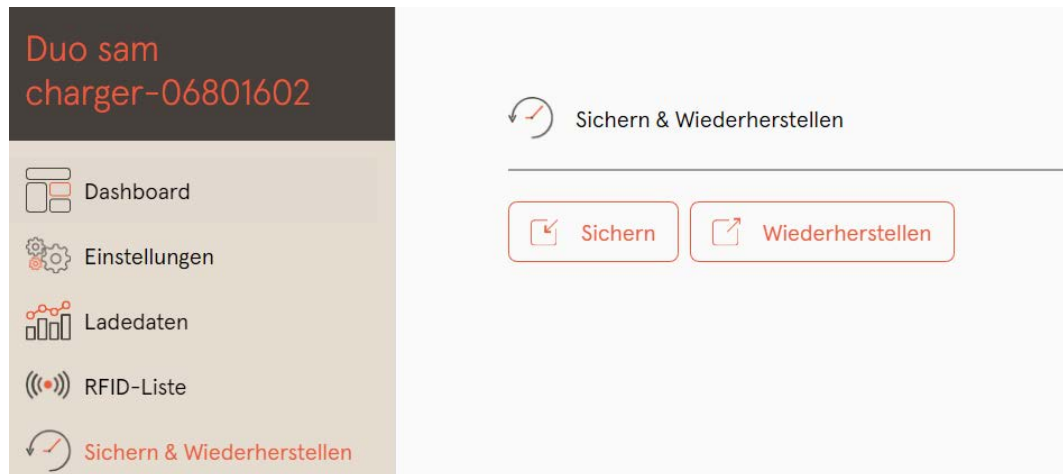 Duo sam
charger-06801602
Dashboard
Einstellungen
Ladedaten
RFID-Liste
Sichern & Wiederherstellen
Sichern & Wiederherstellen
Sichern
Wiederherstellen